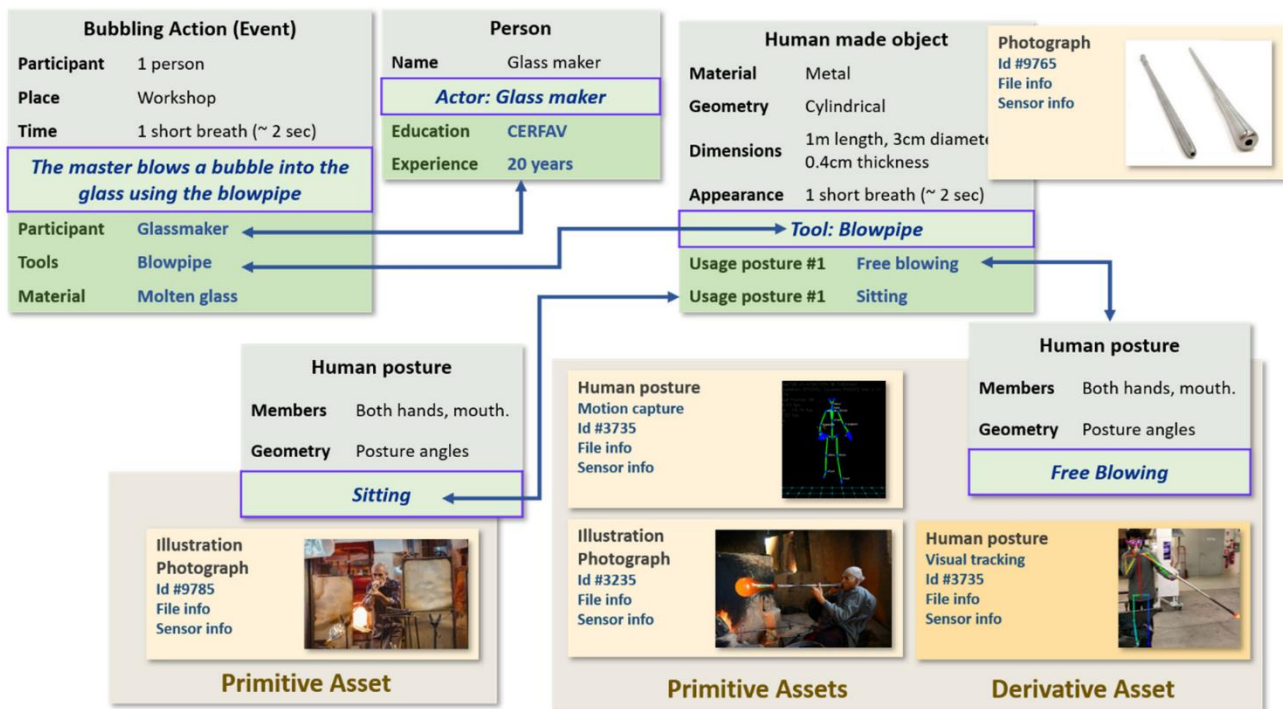 Bubbling Action (Event)
Participant 1 person
Place Workshop
Time 1 short breath (~ 2 sec)
The master blows a bubble into the
glass using the blowpipe
Participant Glassmaker
Tools Blowpipe
Material Molten glass
Person
Name Glass maker
Actor: Glass maker
Education CERFAV
Experience 20 years
Human made object
Material Metal
Geometry Cylindrical
Dimensions 1m length, 3cm diamete
0.4cm thickness
Appearance 1 short breath (~ 2 sec)
Tool: Blowpipe
Usage posture #1 Free blowing
Usage posture #1 Sitting
Photograph
Id #9765
File info
Sensor info
Human posture
Members Both hands, mouth.
Geometry Posture angles
Sitting
Illustration
Photograph
Id #9785
File info
Sensor info
Primitive Asset
Human posture
Motion capture
Id #3735
File info
Sensor info
Illustration
Photograph
Id #3235
File info
Sensor info
Primitive Assets
Human posture
Members Both hands, mouth.
Geometry Posture angles
Free Blowing
Human posture
Visual tracking
Id #3735
File info
Sensor info
Derivative Asset